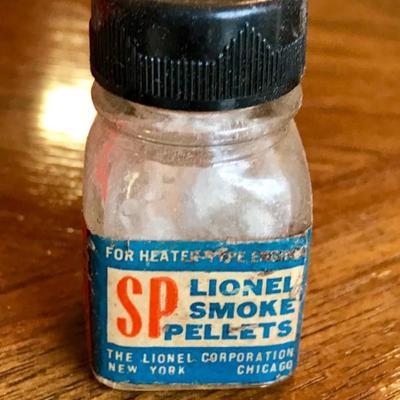 FOR HEATER-TYPE ENGINES
SP LIONEL
SMOKE
PELLETS
THE LIONEL CORPORATION
NEW YORK CHICAGO